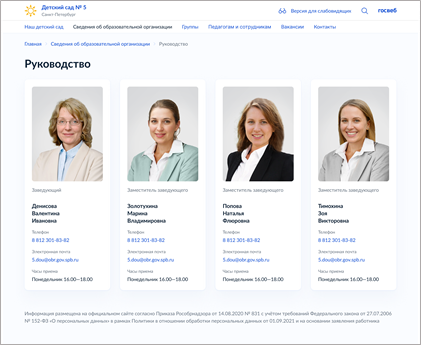 Детский сад № 5
Санкт-Петербург
Версия для слабовидящих
госвеб
Наш детский сад
Сведения об образовательной организации
Группы
Педагогам и сотрудникам
Вакансии
Контакты
Главная
Сведения об образовательной организации
Руководство
Руководство
Заведующий
Денисова
Валентина
Ивановна
Телефон
8 812 301-83-82
Электронная почта
5.dou@obr.gov.spb.ru
Часы приема
Понедельник 16.00—18.00
Заместитель заведующего
Золотухина
Марина
Владимировна
Телефон
8 812 301-83-82
Электронная почта
5.dou@obr.gov.spb.ru
Часы приема
Понедельник 16.00—18.00
Заместитель заведующего
Попова
Наталья
Флюровна
Телефон
8 812 301-83-82
Электронная почта
5.dou@obr.gov.spb.ru
Часы приема
Понедельник 16.00—18.00
Заместитель заведующего
Тимохина
Зоя
Викторовна
Телефон
8 812 301-83-82
Электронная почта
5.dou@obr.gov.spb.ru
Часы приема
Понедельник 16.00—18.00
Информация размещена на официальном сайте согласно Приказа Рособрнадзора от 14.08.2020 № 831 с учётом требований Федерального закона от 27.07.2006
№ 152-ФЗ «О персональных данных» в рамках Политики в отношении обработки персональных данных от 01.09.2021 и на основании заявления работника